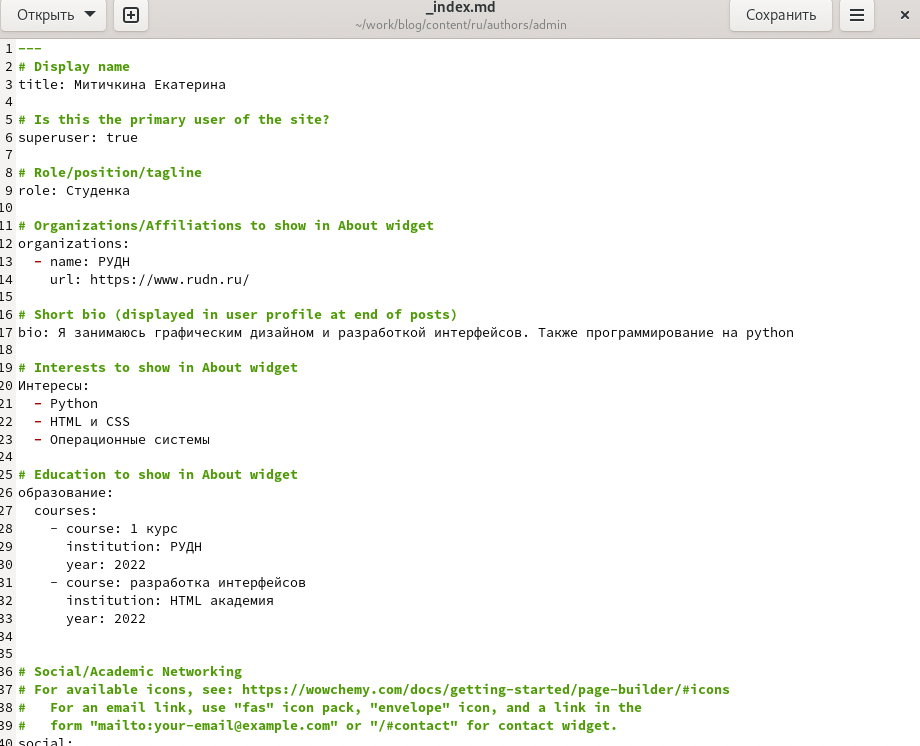 Открыть
_index.md
~/work/blog/content/ru/authors/admin
Сохранить
1 ---
2 # Display name
3 title: Митичкина Екатерина
4
5 # Is this the primary user of the site?
6 superuser: true
7
8 # Role/position/tagline
9 role: Студенка
10
11 # Organizations/Affiliations to show in About widget
12 organizations:
13   - name: РУДН
14     url: https://www.rudn.ru/
15
16 # Short bio (displayed in user profile at end of posts)
17 bio: Я занимаюсь графическим дизайном и разработкой интерфейсов. Также программирование на python
18
19 # Interests to show in About widget
20 Интересы:
21   - Python
22   - HTML и CSS
23   - Операционные системы
24
25 # Education to show in About widget
26 образование:
27   courses:
28     - course: 1 курс
29       institution: РУДН
30       year: 2022
31     - course: разработка интерфейсов
32       institution: HTML академия
33       year: 2022
34
35
36 # Social/Academic Networking
37 # For available icons, see: https://wowchemy.com/docs/getting-started/page-builder/#icons
38 #   For an email link, use "fas" icon pack, "envelope" icon, and a link in the
39 #   form "mailto:your-email@example.com" or "/#contact" for contact widget.
40 social: